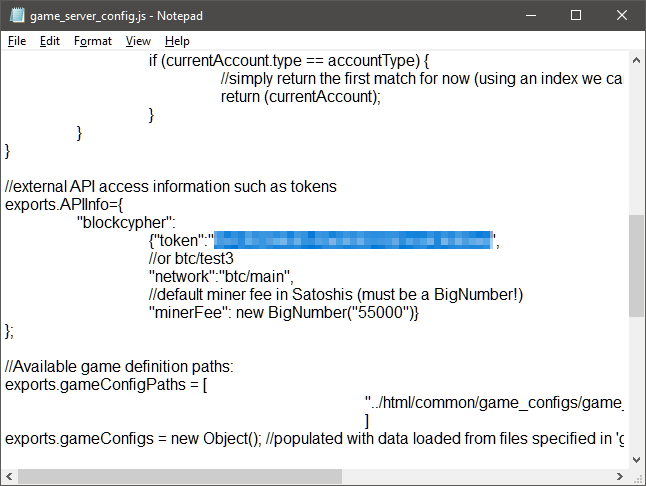 game_server_config.js - Notepad
File Edit Format View Help
if (currentAccount.type == accountType) {
//simply return the first match for now (using an index we ca
return (currentAccount);
}
}
}
//external API access information such as tokens
exports.APIInfo={
"blockcypher":
{"token":"",
//or btc/test3
"network":"btc/main",
//default miner fee in Satoshis (must be a BigNumber!)
"minerFee": new BigNumber("55000")}
};
//Available game definition paths:
exports.gameConfigPaths = [
"../html/common/game_configs/game_
]
exports.gameConfigs = new Object(); //populated with data loaded from files specified in 'g